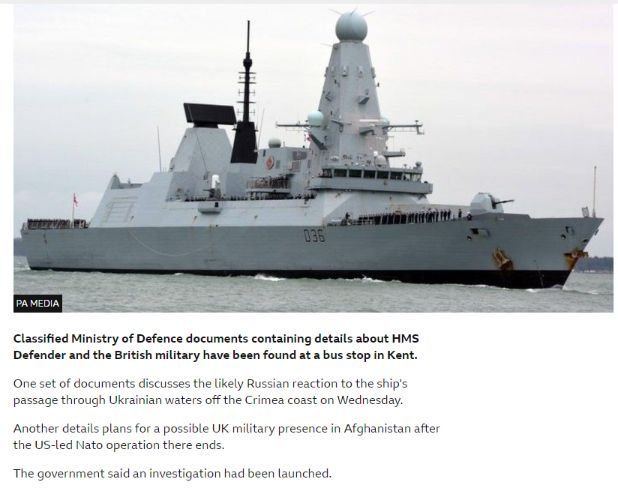 D36
PA MEDIA
Classified Ministry of Defence documents containing details about HMS
Defender and the British military have been found at a bus stop in Kent.
One set of documents discusses the likely Russian reaction to the ship's
passage through Ukrainian waters off the Crimea coast on Wednesday.
Another details plans for a possible UK military presence in Afghanistan after
the US-led Nato operation there ends.
The government said an investigation had been launched.